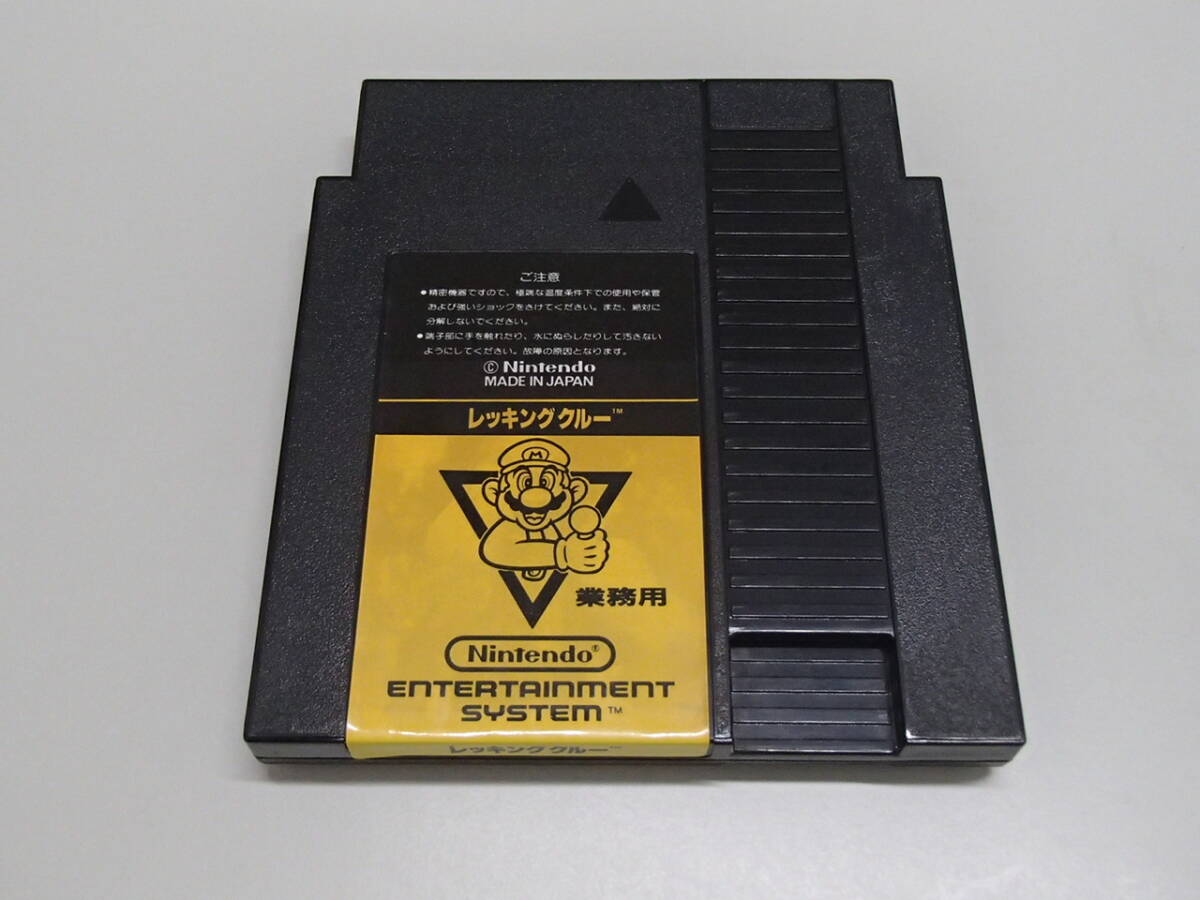 ご注意
●精密機器ですので、極端な温度条件下での使用や保管
および強いショックをさけてください。また、絶対に
分解しないでください。
●端子部に手を触れたり、水にぬらしたりして汚さない
ようにしてください。故障の原因となります。
© Nintendo
MADE IN JAPAN
レッキングクルー™
M
業務用
Nintendo®
ENTERTAINMENT
SYSTEM™
レッキングクルー™